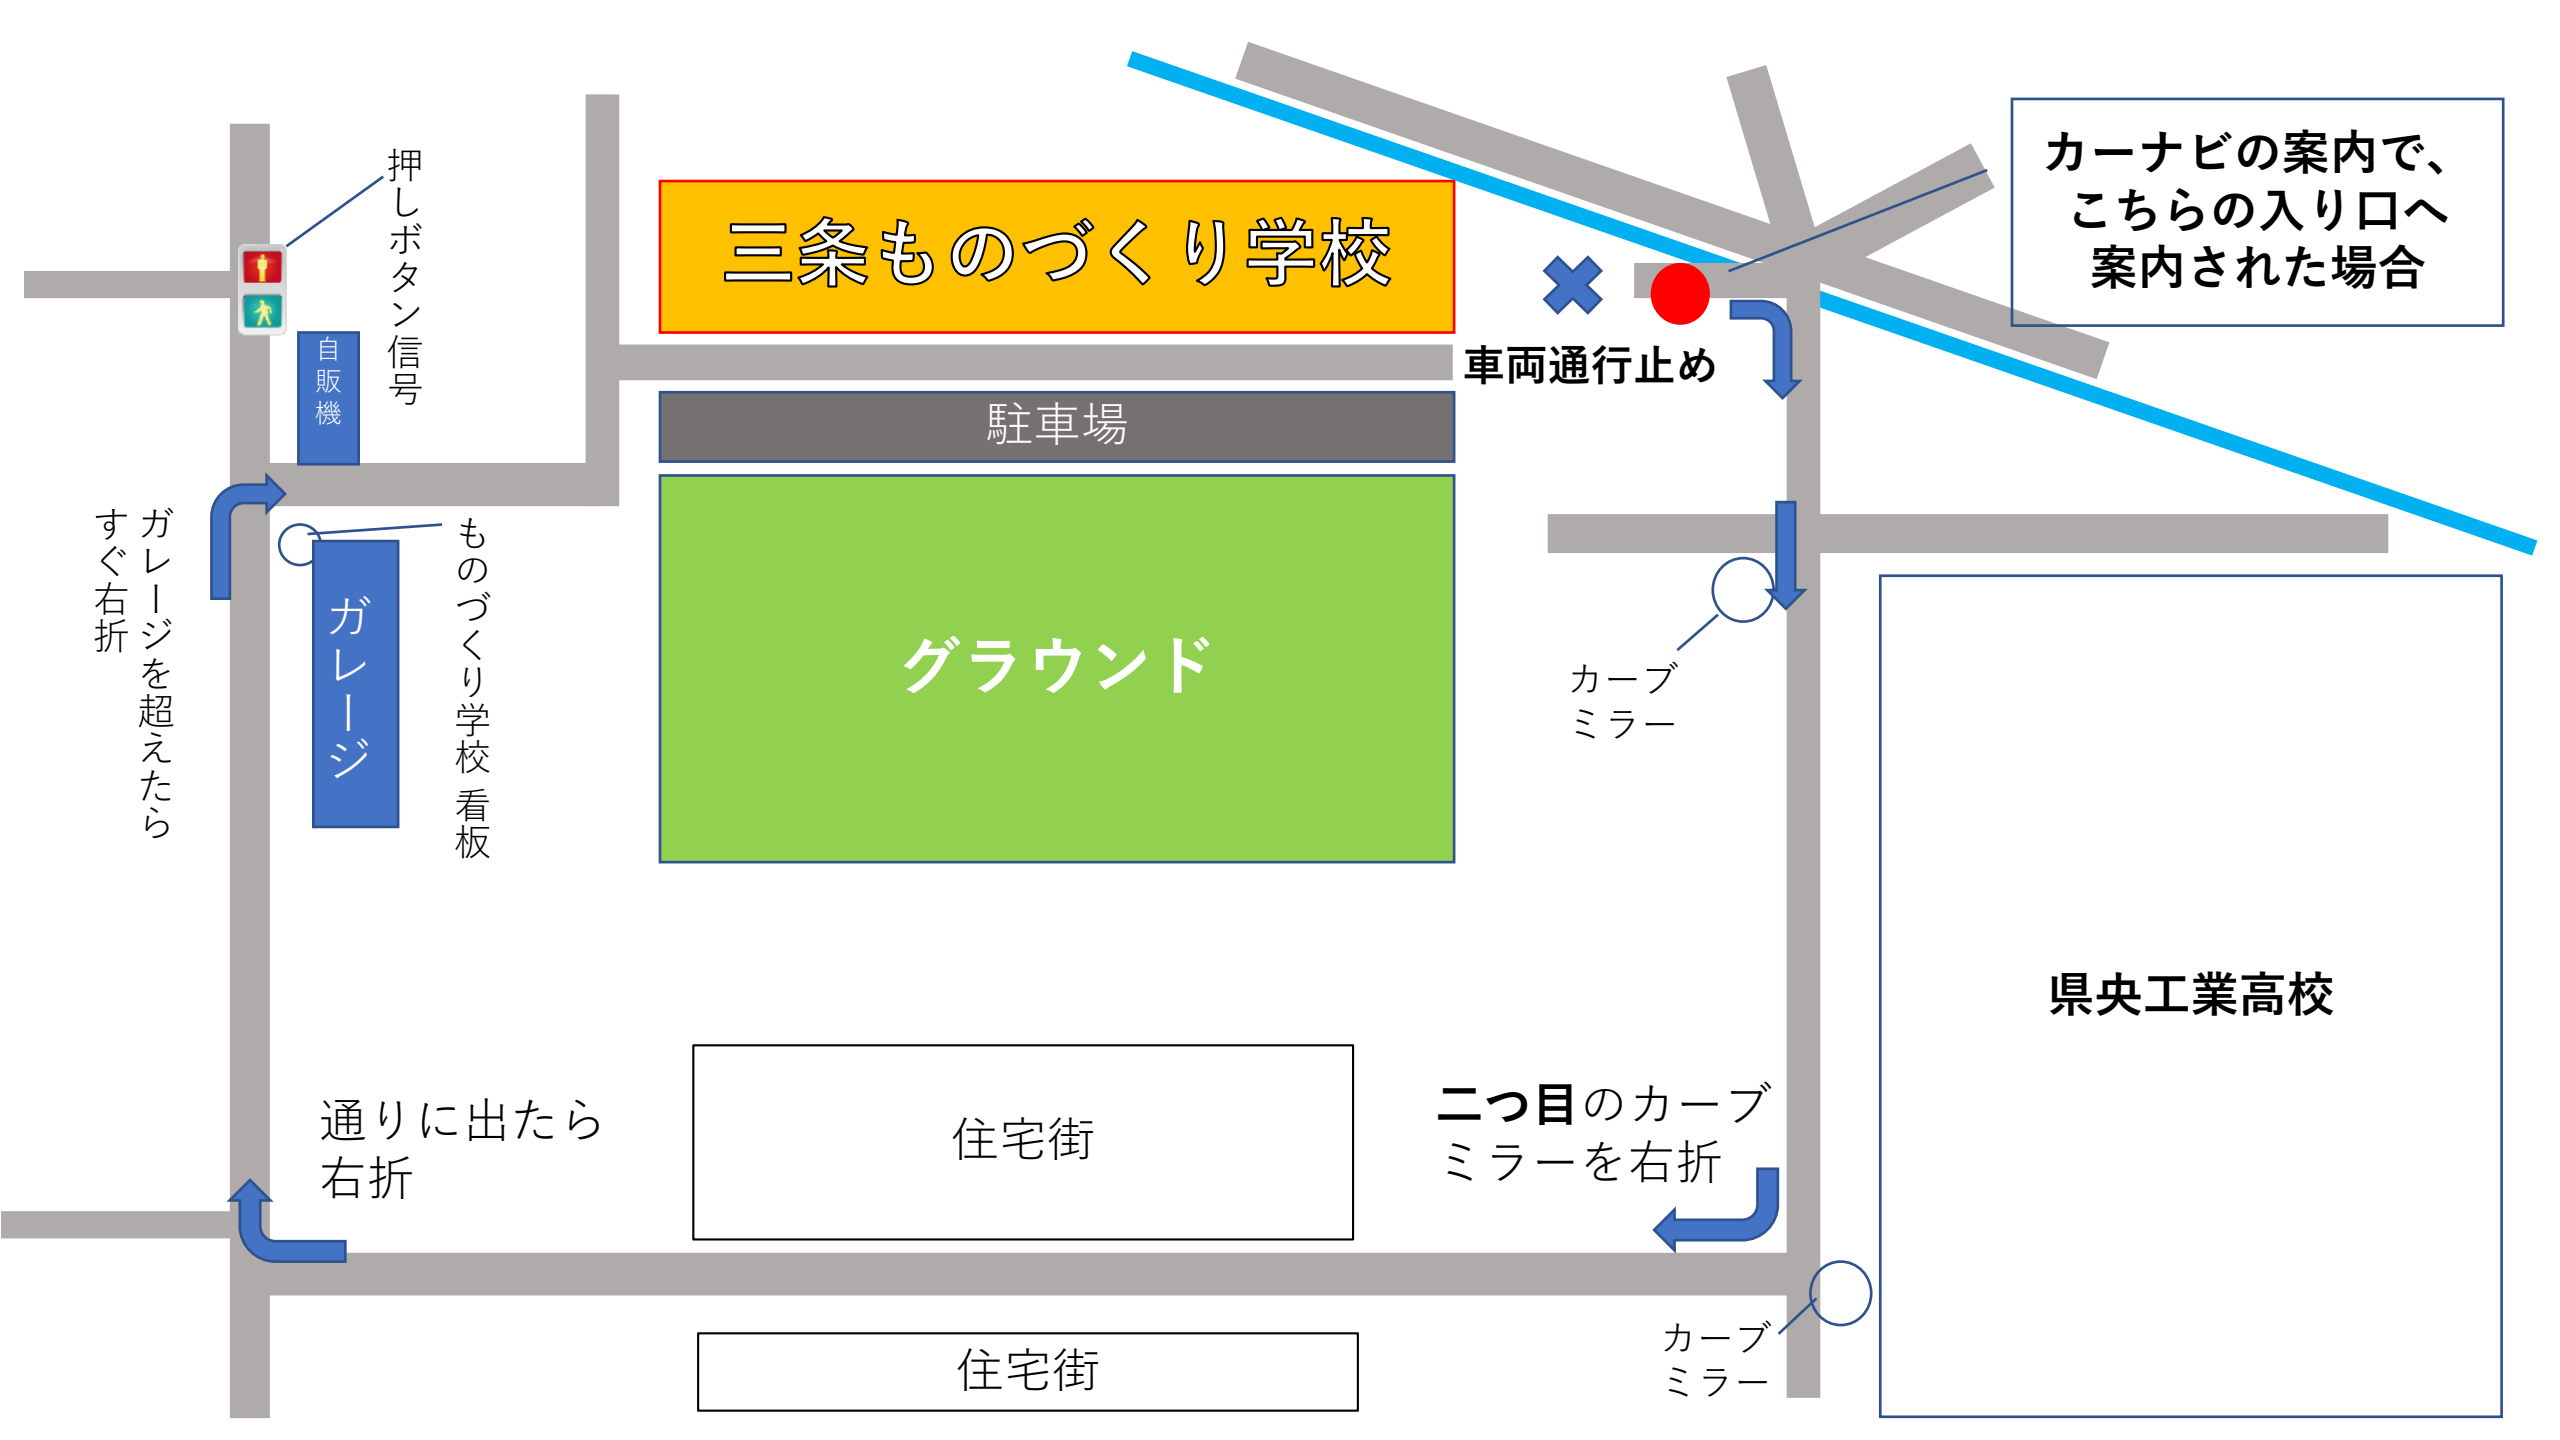 カーナビの案内で、
こちらの入り口へ
案内された場合
押しボタン信号
三条ものづくり学校
自販機
車両通行止め
駐車場
ガレージを超えたら
すぐ右折
ものづくり学校 看板
ガレージ
グラウンド
カーブ
ミラー
県央工業高校
通りに出たら
右折
住宅街
二つ目のカーブ
ミラーを右折
カーブ
ミラー
住宅街